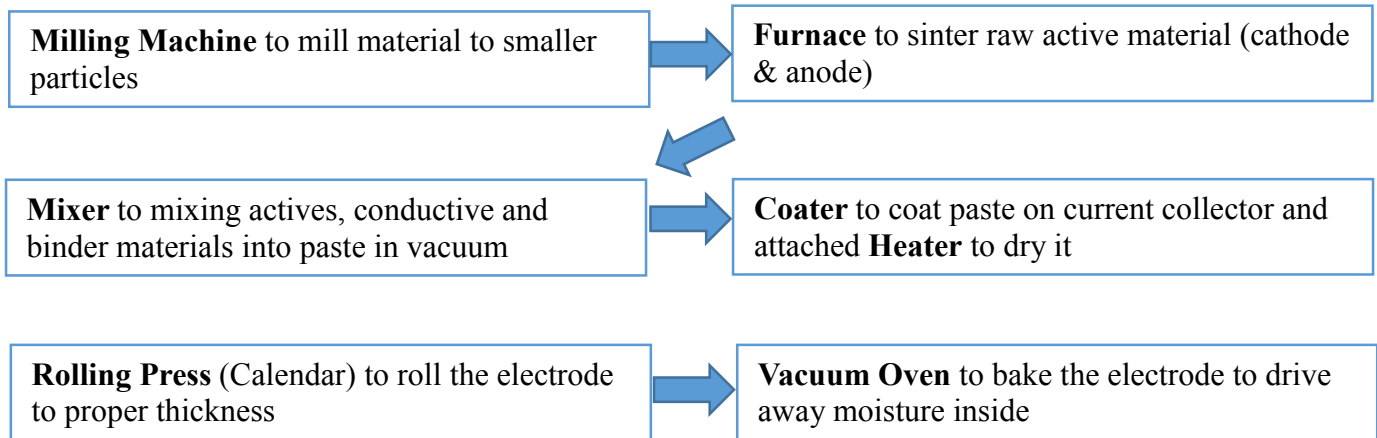 Milling Machine to mill material to smaller
particles
Furnace to sinter raw active material (cathode
& anode)
Mixer to mixing actives, conductive and
binder materials into paste in vacuum
Coater to coat paste on current collector and
attached Heater to dry it
Rolling Press (Calendar) to roll the electrode
to proper thickness
Vacuum Oven to bake the electrode to drive
away moisture inside